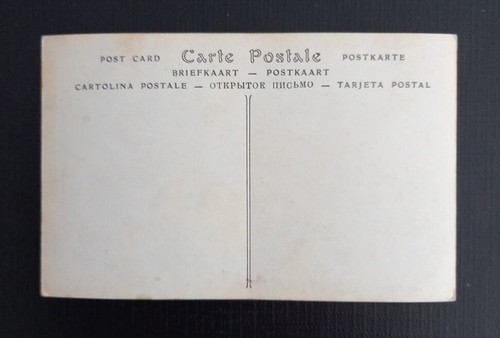 POST CARD Carte Postale POSTKARTE
BRIEFKAART — POSTKAART
CARTOLINA POSTALE — ОТКРЫТОЕ ПИСЬМО — TARJETA POSTAL